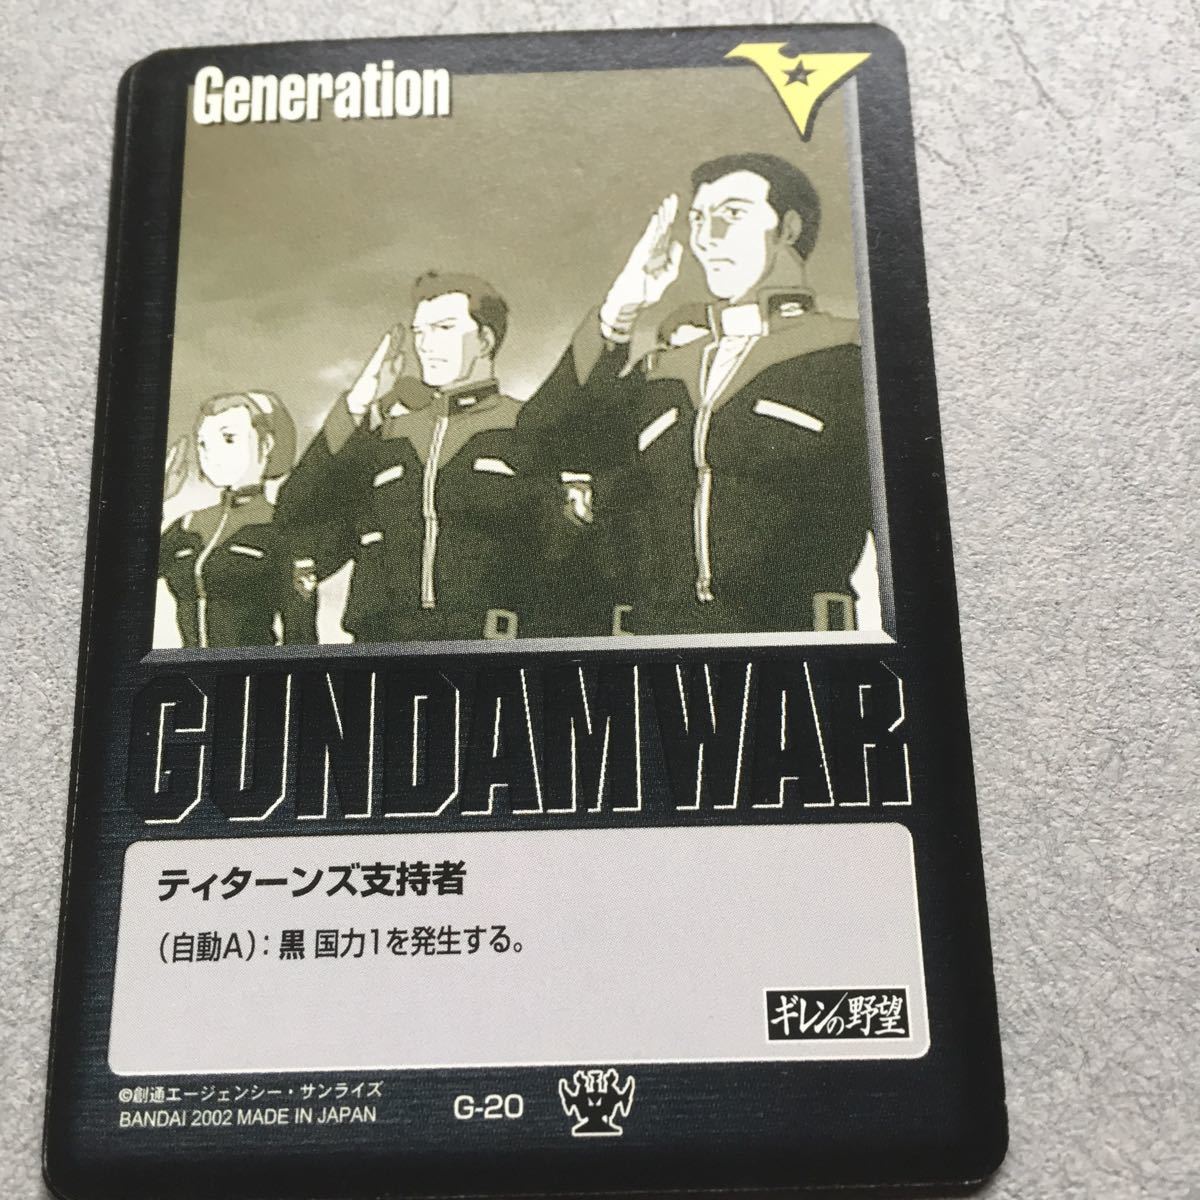 Generation
GUNDAM WAR
ティターンズ支持者
(自動A): 黒 国力1を発生する。
ギレンの野望
©創通エージェンシー・サンライズ
BANDAI 2002 MADE IN JAPAN
G-20